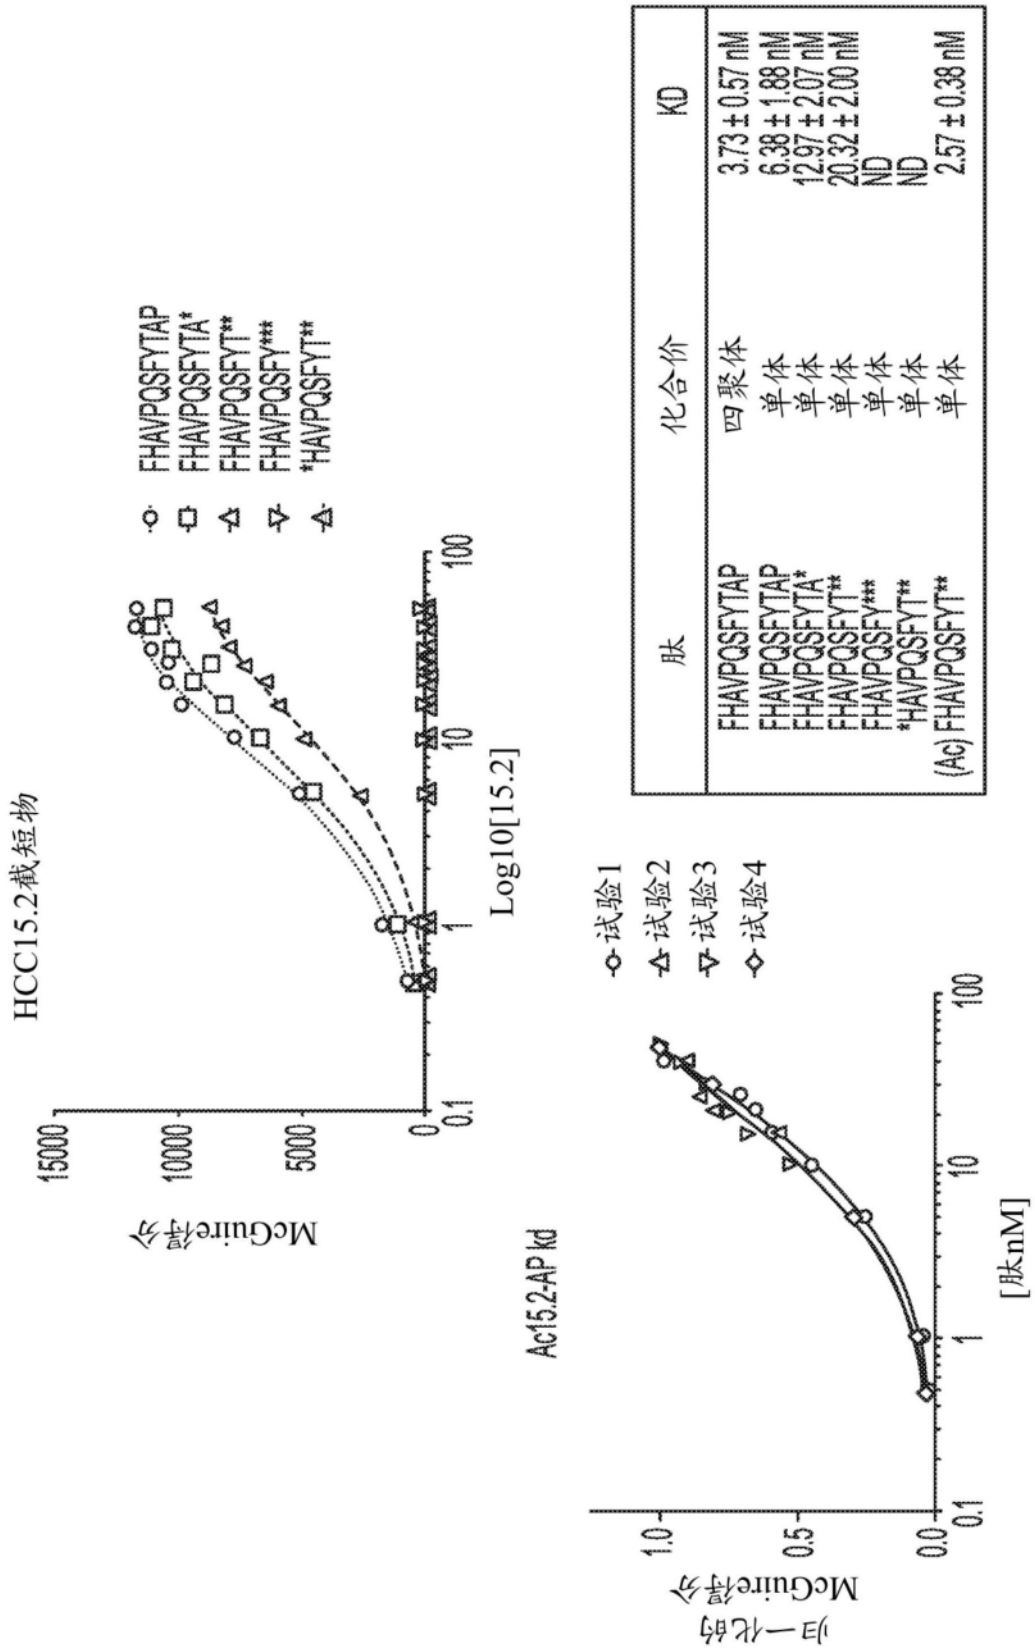 HCC15.2截短物
McGuire得分
15000
10000
5000
0
0.1
1
10
100
Log10[15.2]
FHAVPQSFYTAP
FHAVPQSFYTA*
FHAVPQSFYT**
FHAVPQSFY***
*HAVPQSFYT**
Ac15.2-AP kd
归一化的
McGuire得分
1.0
0.5
0.0
0.1
1
10
100
[肽nM]
试验1
试验2
试验3
试验4
肽 化合价 KD
FHAVPQSFYTAP 四聚体 3.73 ± 0.57 nM
FHAVPQSFYTAP 单体 6.38 ± 1.88 nM
FHAVPQSFYTA* 单体 12.97 ± 2.07 nM
FHAVPQSFYT** 单体 20.32 ± 2.00 nM
FHAVPQSFY*** 单体 ND
*HAVPQSFYT** 单体 ND
(Ac) FHAVPQSFYT** 单体 2.57 ± 0.38 nM